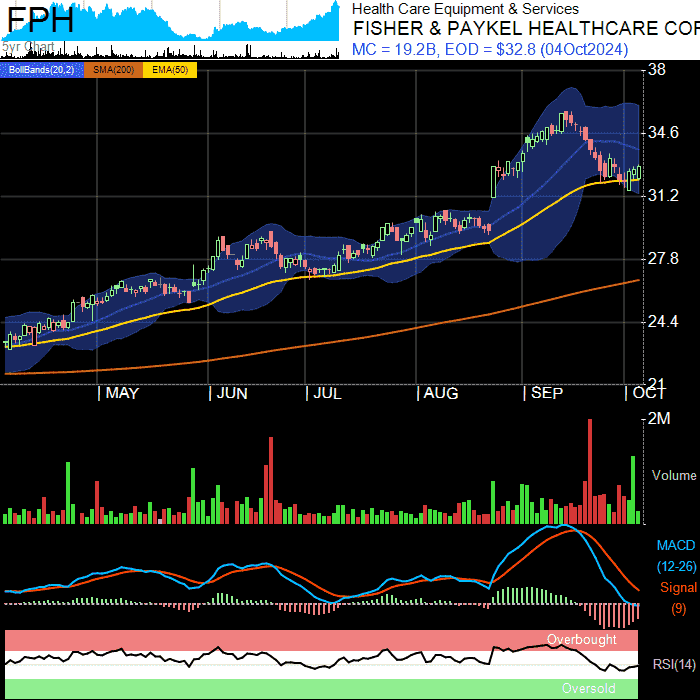 FPH
5yr Chart
Health Care Equipment & Services
FISHER & PAYKEL HEALTHCARE COR
MC = 19.2B, EOD = $32.8 (04Oct2024)
BollBands(20,2) SMA(200) EMA(50)
38
34.6
31.2
27.8
24.4
21
MAY JUN JUL AUG SEP OCT
2M
Volume
MACD
(12-26)
Signal
(9)
Overbought
RSI(14)
Oversold